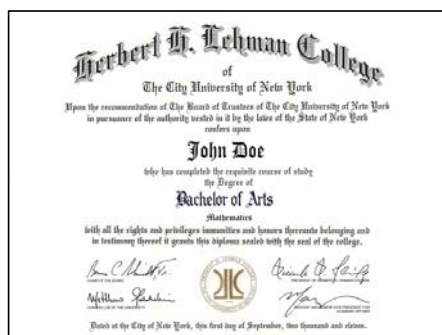 Herbert H. Lehman College
of
The City University of New York
Upon the recommendation of The Board of Trustees of The City University of New York
in pursuance of the authority vested in it by the laws of the State of New York
confers upon
John Doe
who has completed the requisite course of study
the Degree of
Bachelor of Arts
Mathematics
with all the rights and privileges immunities and honors thereunto belonging and
in testimony thereof it grants this diploma sealed with the seal of the college.
Dated at the City of New York, this first day of September, two thousand and eleven.